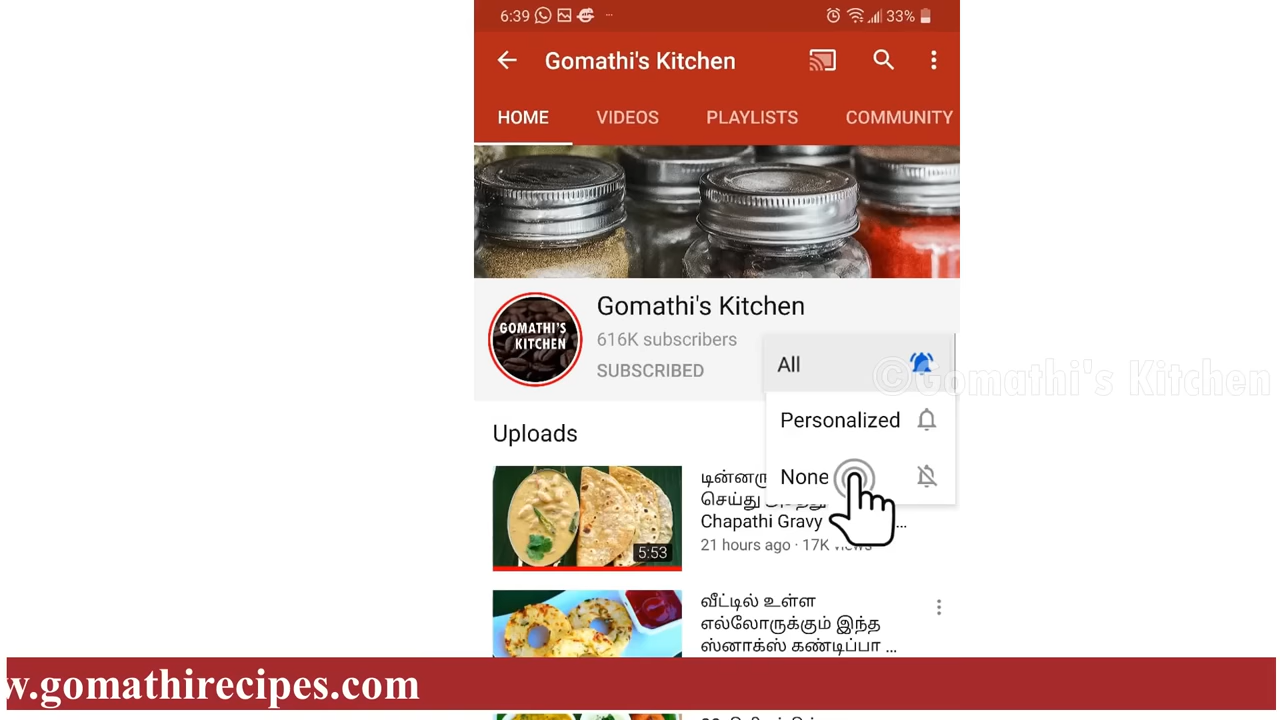 6:39
33%
Gomathi's Kitchen
HOME VIDEOS PLAYLISTS COMMUNITY
GOMATHI'S
KITCHEN
Gomathi's Kitchen
616K subscribers
SUBSCRIBED
All
©Gomathi's Kitchen
Personalized
None
Uploads
செய்து
Chapathi Gravy ...
21 hours ago · 17K views
5:53
வீட்டில் உள்ள
எல்லோருக்கும் இந்த
ஸ்னாக்ஸ் கண்டிப்பா ...
w.gomathirecipes.com